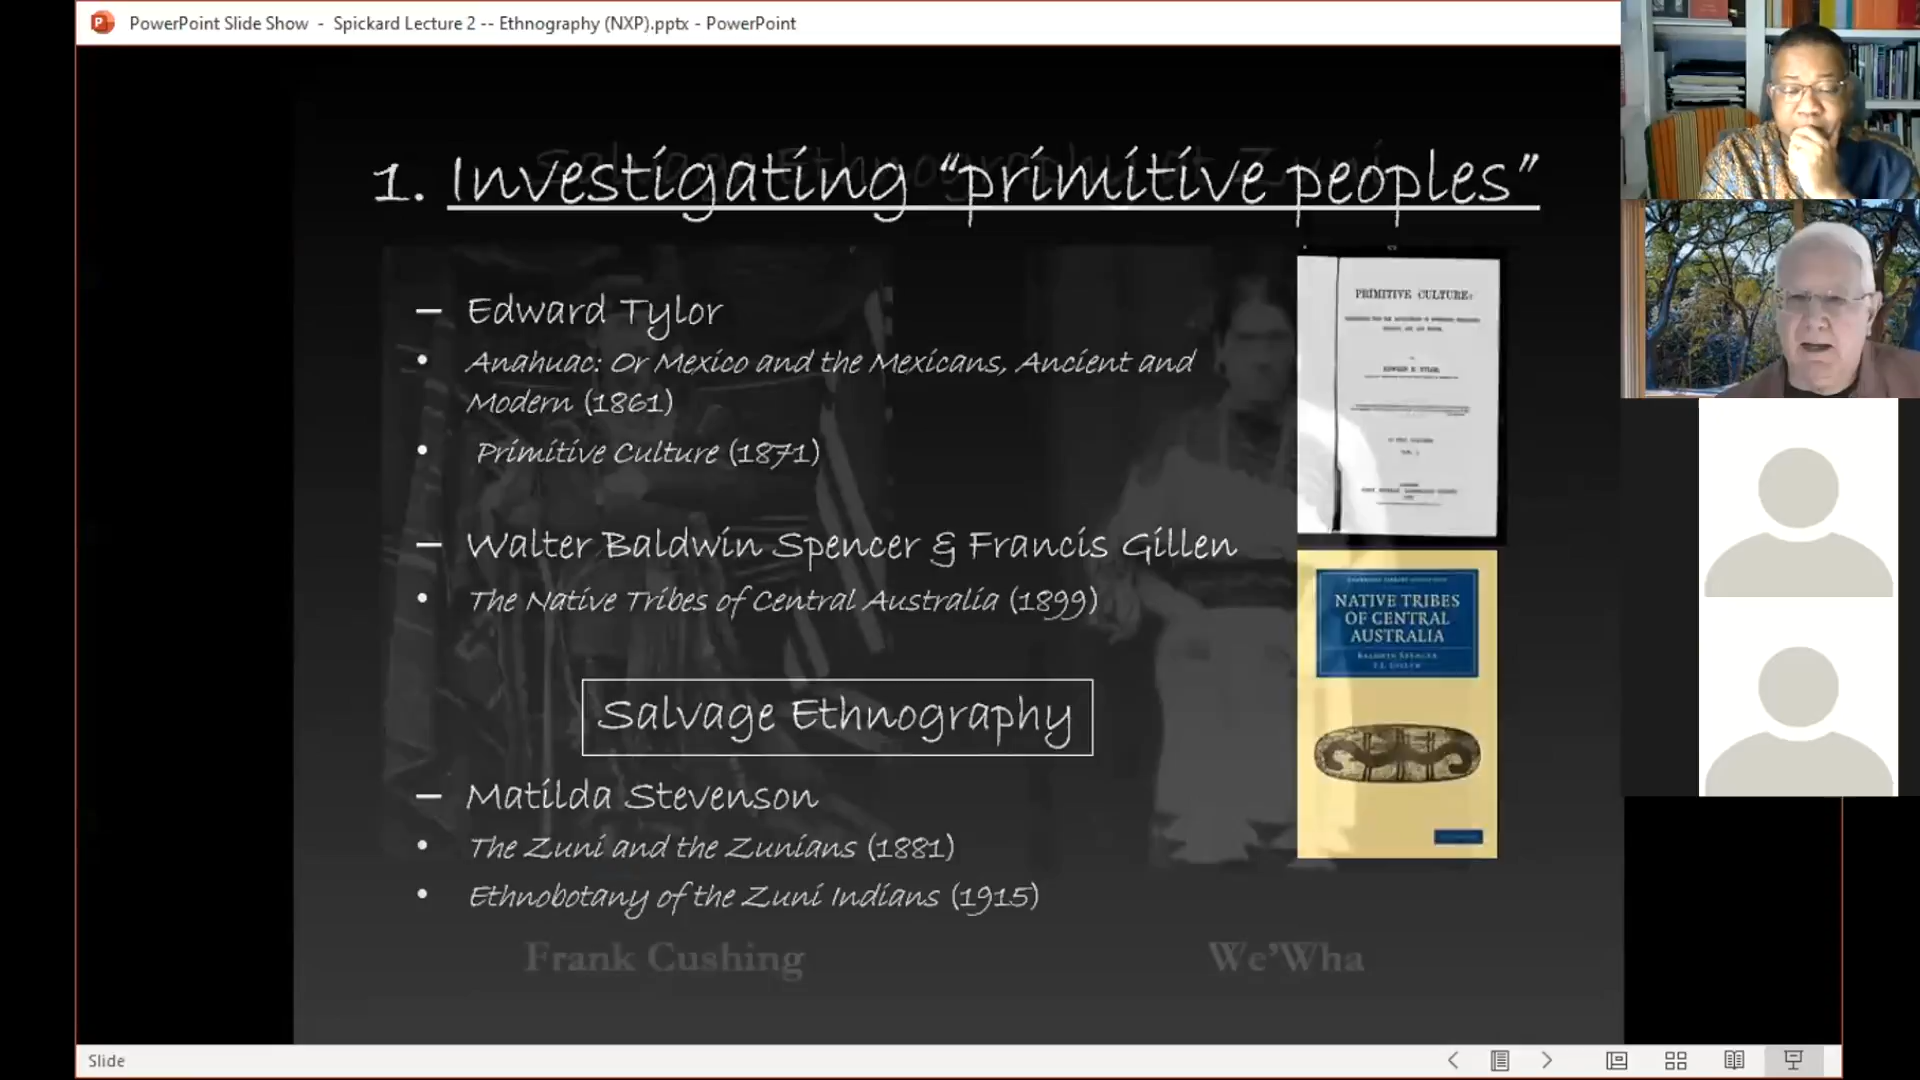 PowerPoint Slide Show - Spickard Lecture 2 -- Ethnography (NXP).pptx - PowerPoint
Salvage Ethnography at Zuni
1. Investigating “primitive peoples”
– Edward Tylor
• Anahuac: Or Mexico and the Mexicans, Ancient and
Modern (1861)
• Primitive Culture (1871)
– Walter Baldwin Spencer & Francis Gillen
• The Native Tribes of Central Australia (1899)
Salvage Ethnography
– Matilda Stevenson
• The Zuni and the Zunians (1881)
• Ethnobotany of the Zuni Indians (1915)
PRIMITIVE CULTURE:
EDWARD B. TYLOR,
NATIVE TRIBES
OF CENTRAL
AUSTRALIA
BALDWIN SPENCER
F.J. GILLEN
Frank Cushing
We’Wha
Slide